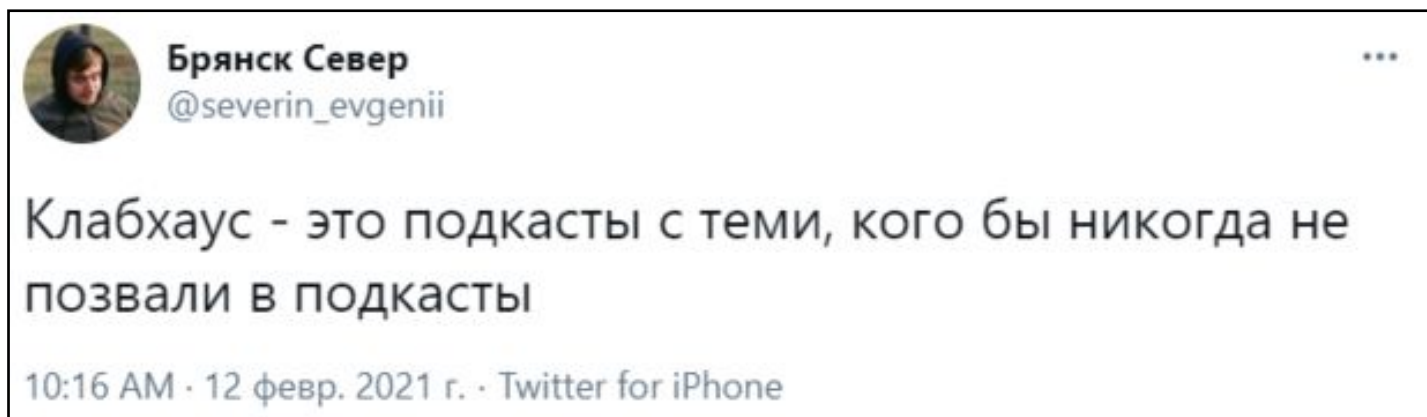 Брянск Север
@severin_evgenii
Клабхаус - это подкасты с теми, кого бы никогда не
позвали в подкасты
10:16 AM · 12 февр. 2021 г. · Twitter for iPhone